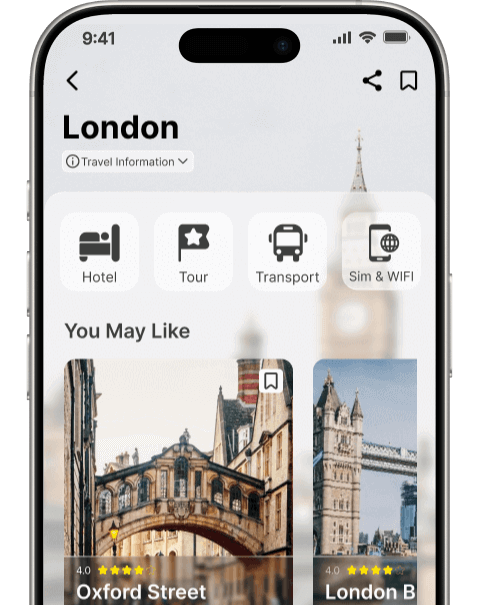 9:41
London
Travel Information
Hotel
Tour
Transport
Sim & WIFI
You May Like
4.0
Oxford Street
4.0
London B